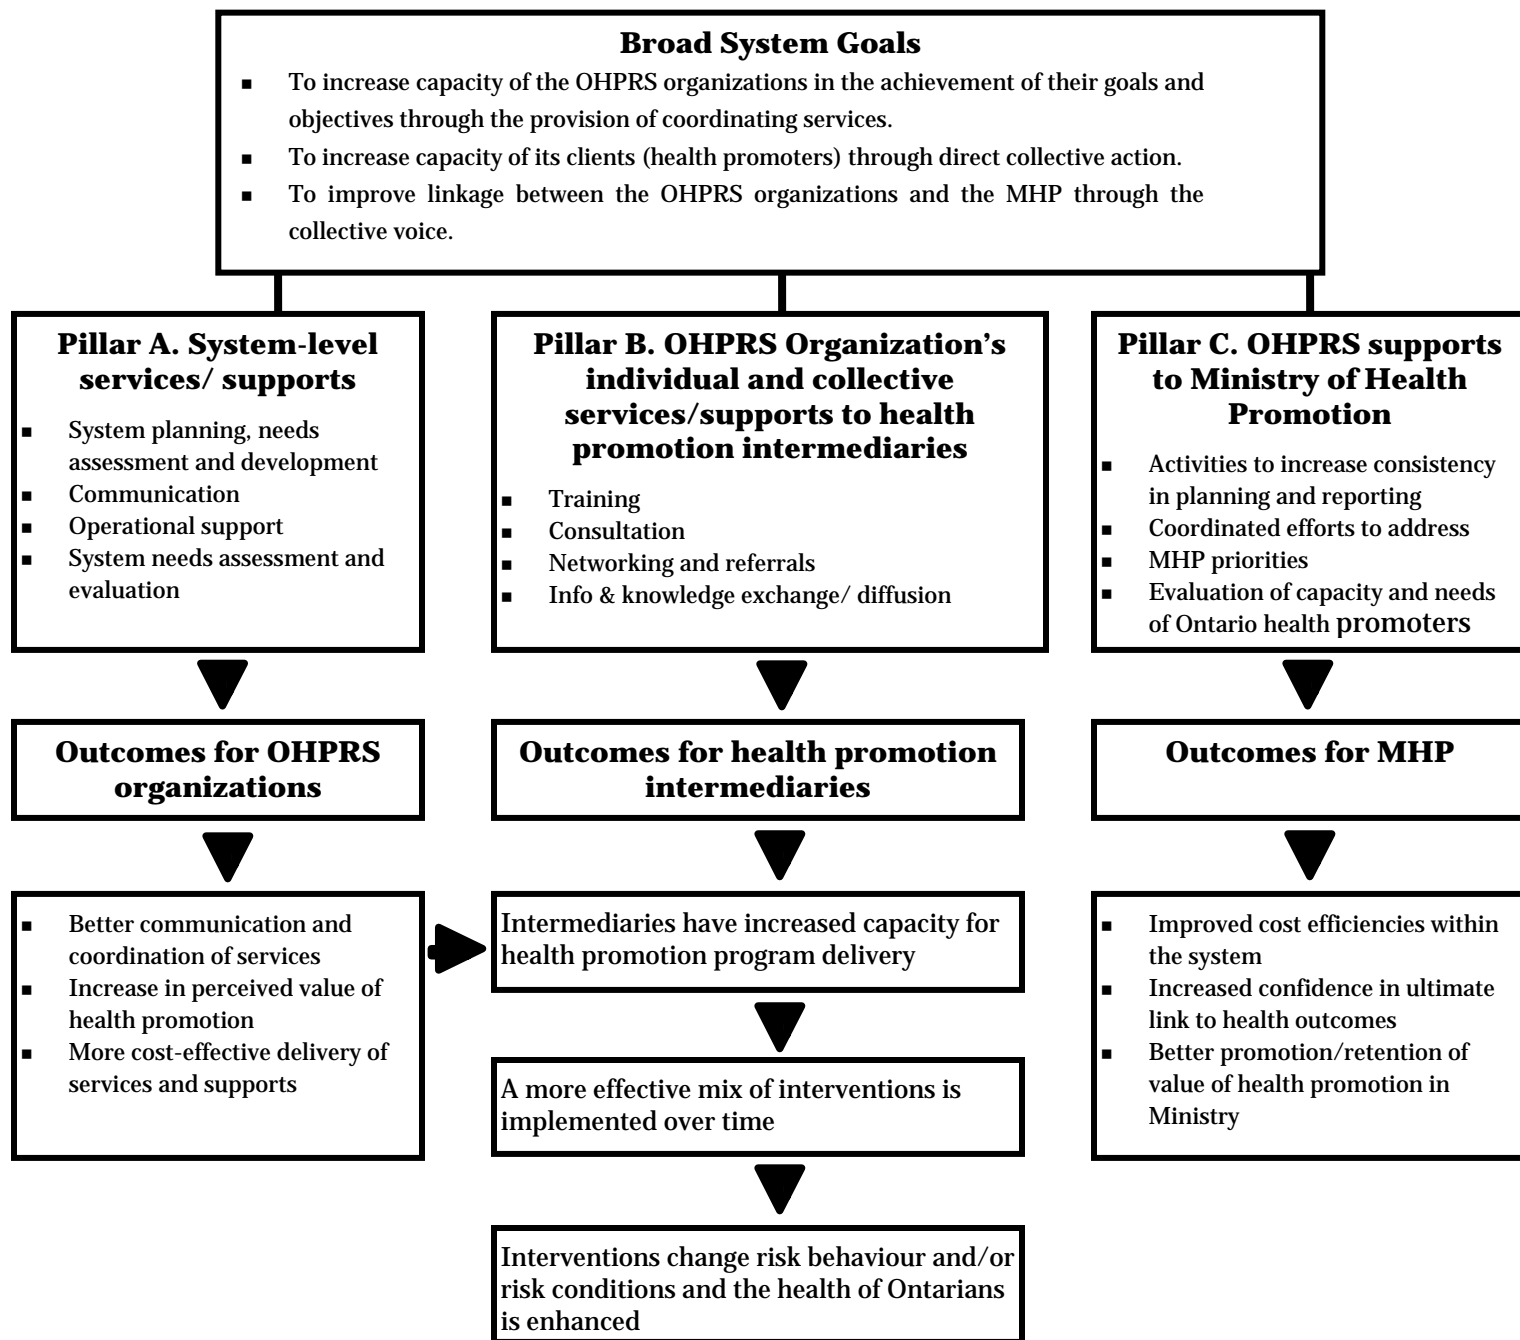 Broad System Goals
▪ To increase capacity of the OHPRS organizations in the achievement of their goals and
objectives through the provision of coordinating services.
▪ To increase capacity of its clients (health promoters) through direct collective action.
▪ To improve linkage between the OHPRS organizations and the MHP through the
collective voice.
Pillar A. System-level
services/ supports
▪ System planning, needs
assessment and development
▪ Communication
▪ Operational support
▪ System needs assessment and
evaluation
Pillar B. OHPRS Organization's
individual and collective
services/supports to health
promotion intermediaries
▪ Training
▪ Consultation
▪ Networking and referrals
▪ Info & knowledge exchange/ diffusion
Pillar C. OHPRS supports
to Ministry of Health
Promotion
▪ Activities to increase consistency
in planning and reporting
▪ Coordinated efforts to address
▪ MHP priorities
▪ Evaluation of capacity and needs
of Ontario health promoters
Outcomes for OHPRS
organizations
Outcomes for health promotion
intermediaries
Outcomes for MHP
▪ Better communication and
coordination of services
▪ Increase in perceived value of
health promotion
▪ More cost-effective delivery of
services and supports
Intermediaries have increased capacity for
health promotion program delivery
A more effective mix of interventions is
implemented over time
Interventions change risk behaviour and/or
risk conditions and the health of Ontarians
is enhanced
▪ Improved cost efficiencies within
the system
▪ Increased confidence in ultimate
link to health outcomes
▪ Better promotion/retention of
value of health promotion in
Ministry